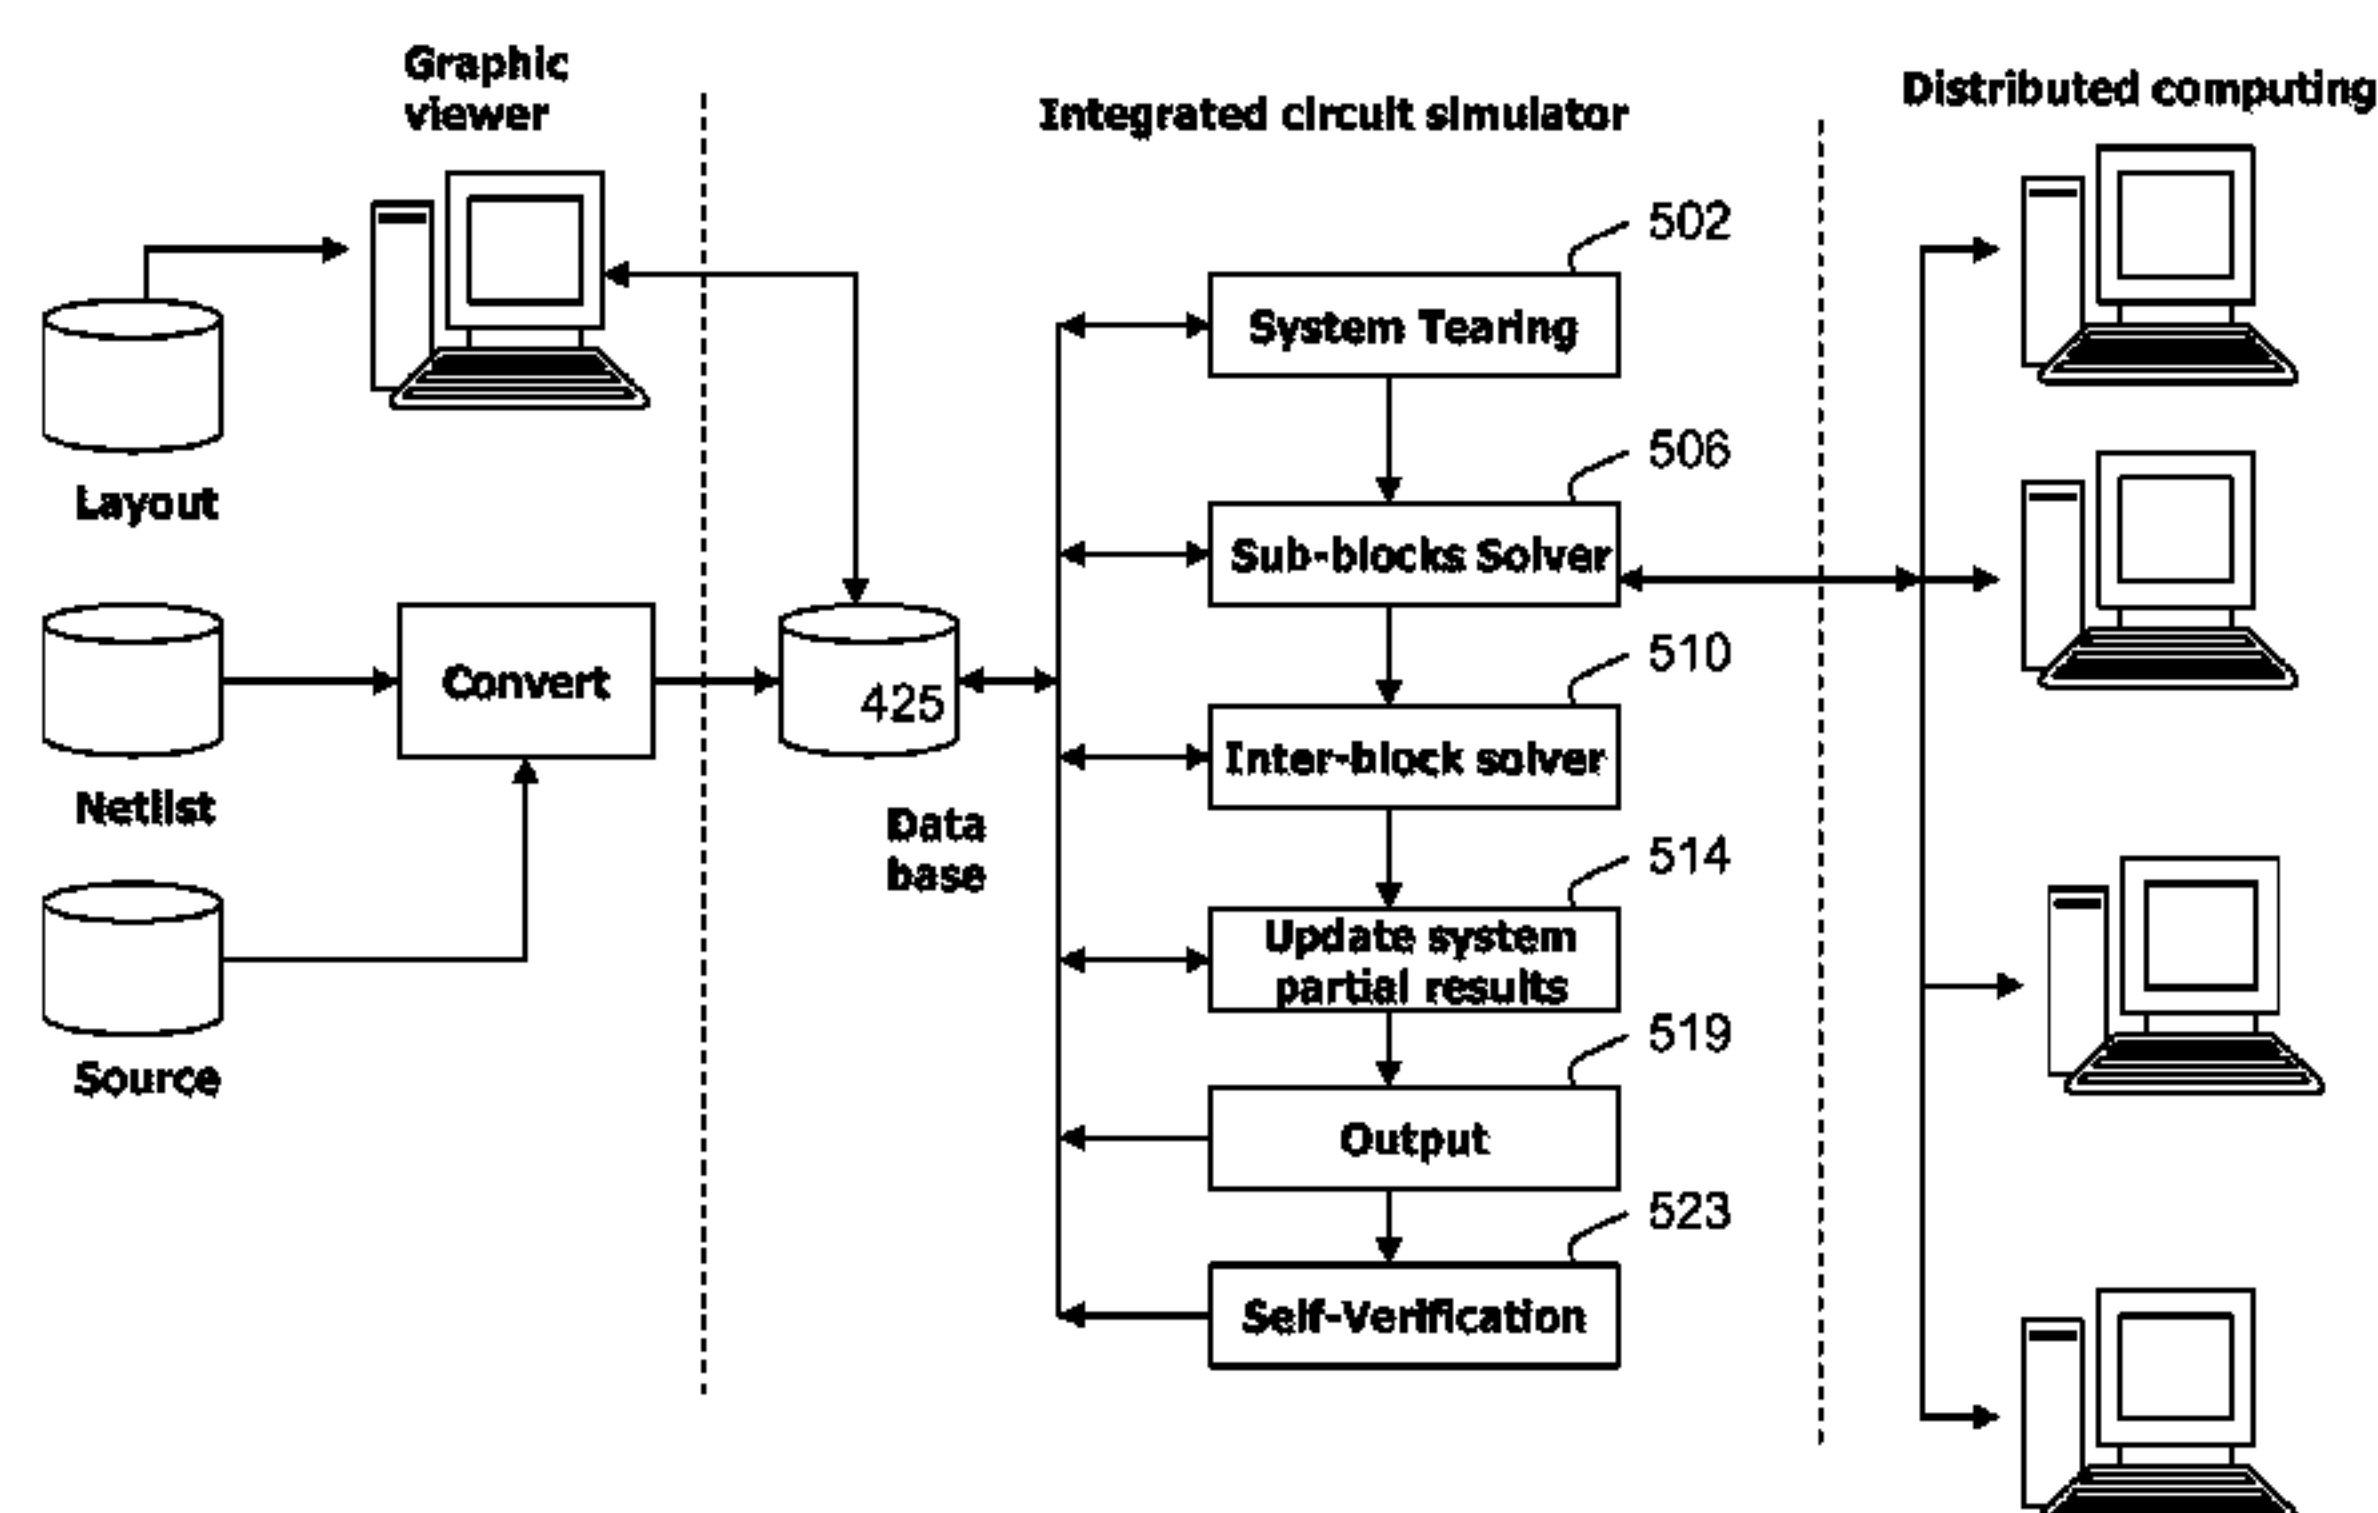 Graphic
viewer
Integrated circuit simulator
Distributed computing
502
System Tearing
Layout
506
Sub-blocks Solver
Convert
425
510
Inter-block solver
Netlist
Data
base
514
Update system
partial results
Source
519
Output
523
Self-Verification